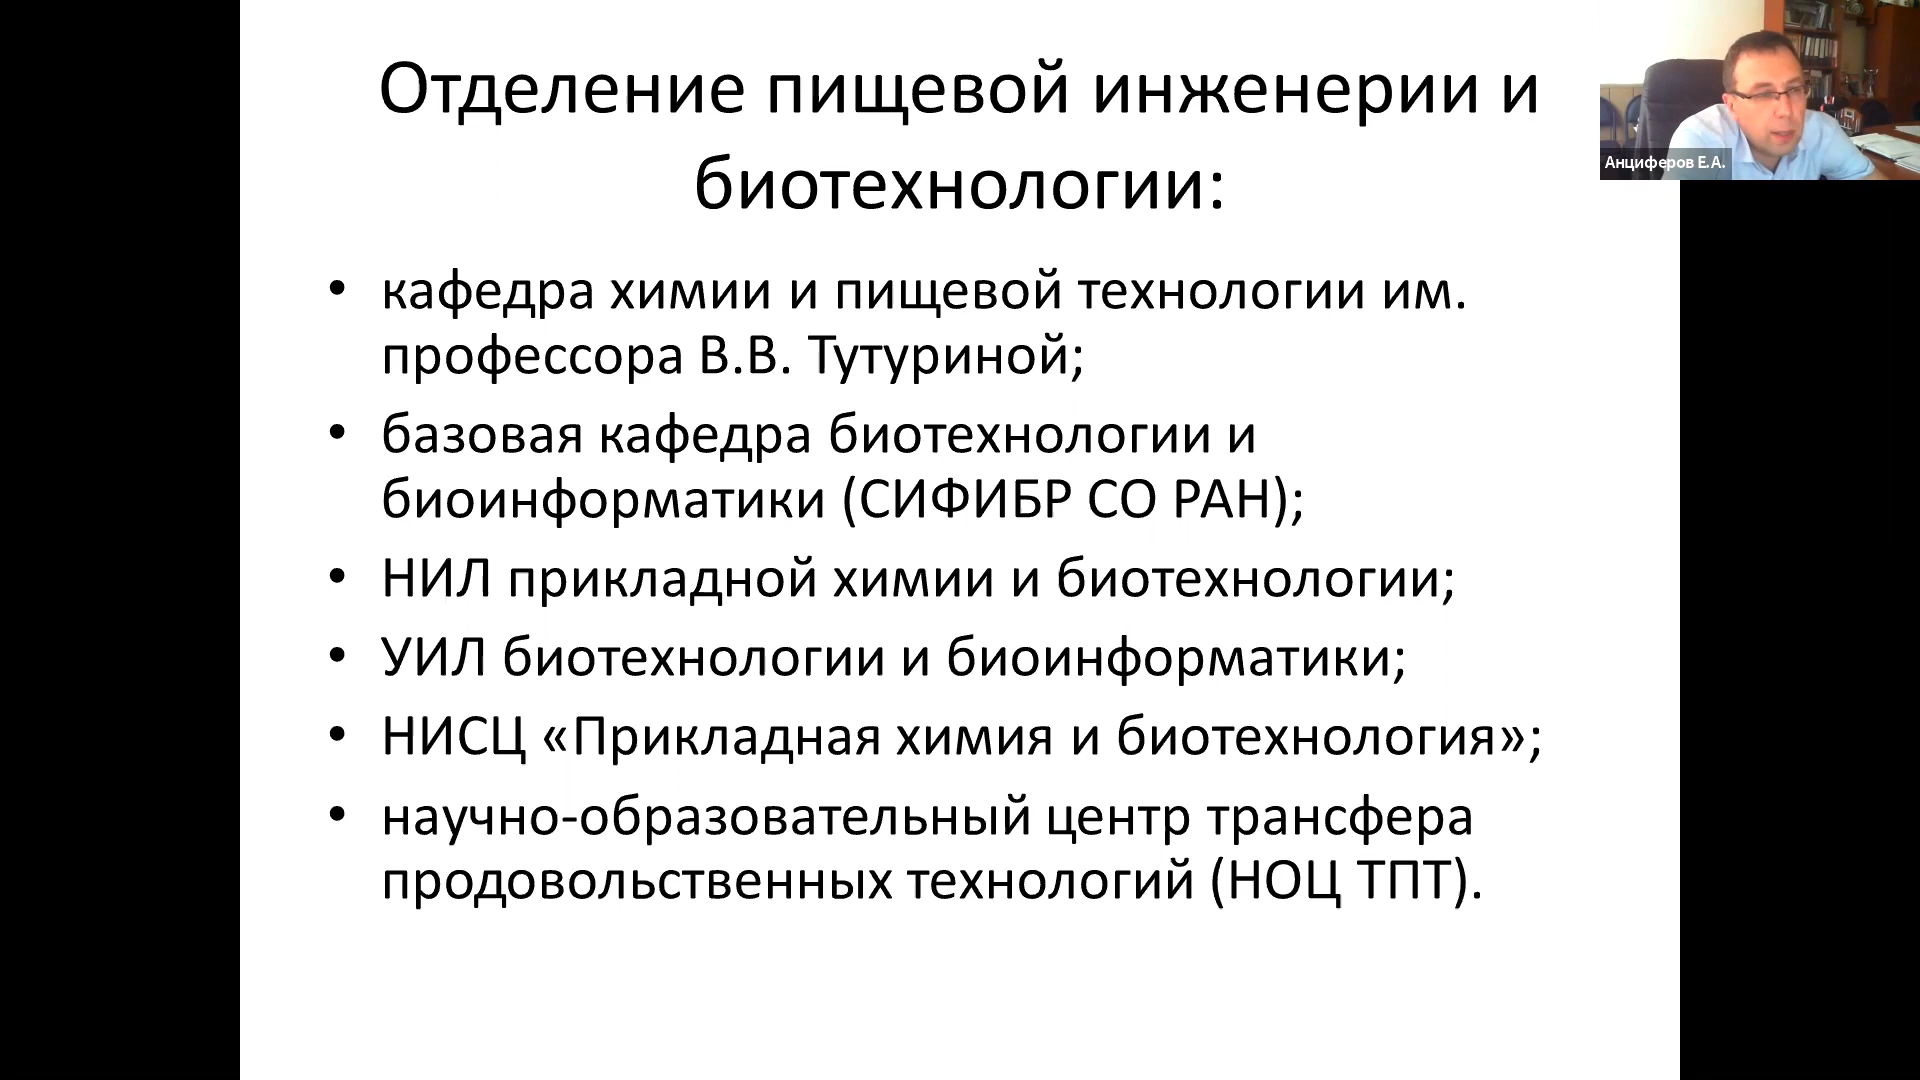 Отделение пищевой инженерии и
биотехнологии:
• кафедра химии и пищевой технологии им.
профессора В.В. Тутуриной;
• базовая кафедра биотехнологии и
биоинформатики (СИФИБР СО РАН);
• НИЛ прикладной химии и биотехнологии;
• УИЛ биотехнологии и биоинформатики;
• НИСЦ «Прикладная химия и биотехнология»;
• научно-образовательный центр трансфера
продовольственных технологий (НОЦ ТПТ).
Анциферов Е.А.